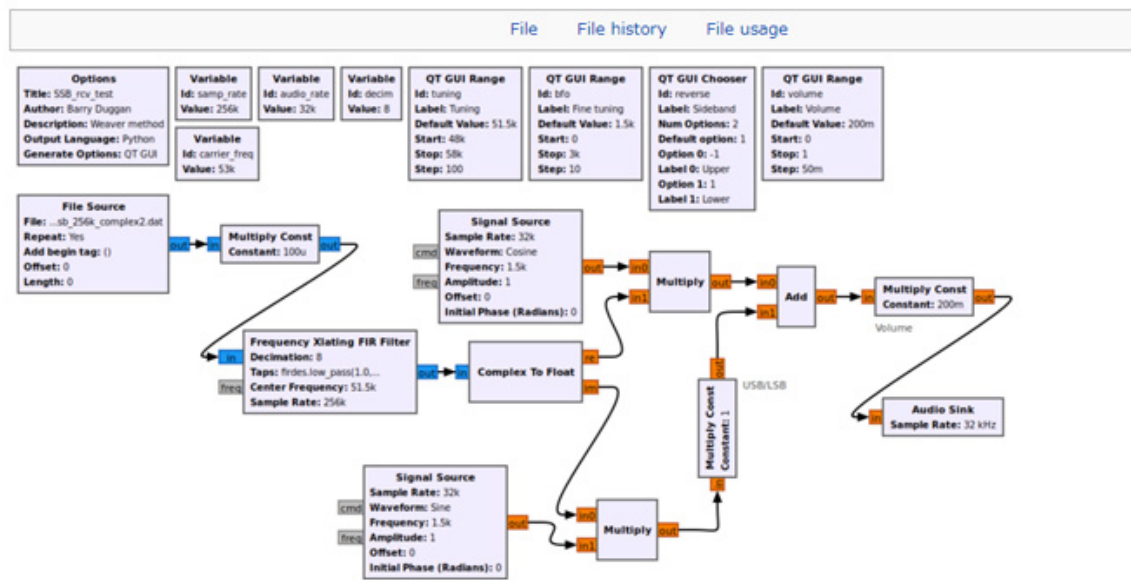 File File history File usage
Options
Title: SSB_rcv_test
Author: Barry Duggan
Description: Weaver method
Output Language: Python
Generate Options: QT GUI
Variable
Id: samp_rate
Value: 256k
Variable
Id: audio_rate
Value: 32k
Variable
Id: decim
Value: 8
Variable
Id: carrier_freq
Value: 53k
QT GUI Range
Id: tuning
Label: Tuning
Default Value: 51.5k
Start: 48k
Stop: 58k
Step: 100
QT GUI Range
Id: bfo
Label: Fine tuning
Default Value: 1.5k
Start: 0
Stop: 3k
Step: 10
QT GUI Chooser
Id: reverse
Label: Sideband
Num Options: 2
Default option: 1
Option 0: -1
Label 0: Upper
Option 1: 1
Label 1: Lower
QT GUI Range
Id: volume
Label: Volume
Default Value: 200m
Start: 0
Stop: 1
Step: 50m
File Source
File: ...sb_256k_complex2.dat
Repeat: Yes
Add begin tag: ()
Offset: 0
Length: 0
out
in
Multiply Const
Constant: 100u
out
Signal Source
Sample Rate: 32k
Waveform: Cosine
Frequency: 1.5k
Amplitude: 1
Offset: 0
Initial Phase (Radians): 0
cmd
freq
out
in0
in1
Multiply
out
in0
in1
Add
out
in
Multiply Const
Constant: 200m
out
Volume
in
freq
Frequency Xlating FIR Filter
Decimation: 8
Taps: firdes.low_pass(1.0,...
Center Frequency: 51.5k
Sample Rate: 256k
out
in
Complex To Float
re
im
out
Multiply Const
Constant: 1
in
USB/LSB
in
Audio Sink
Sample Rate: 32 kHz
Signal Source
Sample Rate: 32k
Waveform: Sine
Frequency: 1.5k
Amplitude: 1
Offset: 0
Initial Phase (Radians): 0
cmd
freq
out
in0
in1
Multiply
out